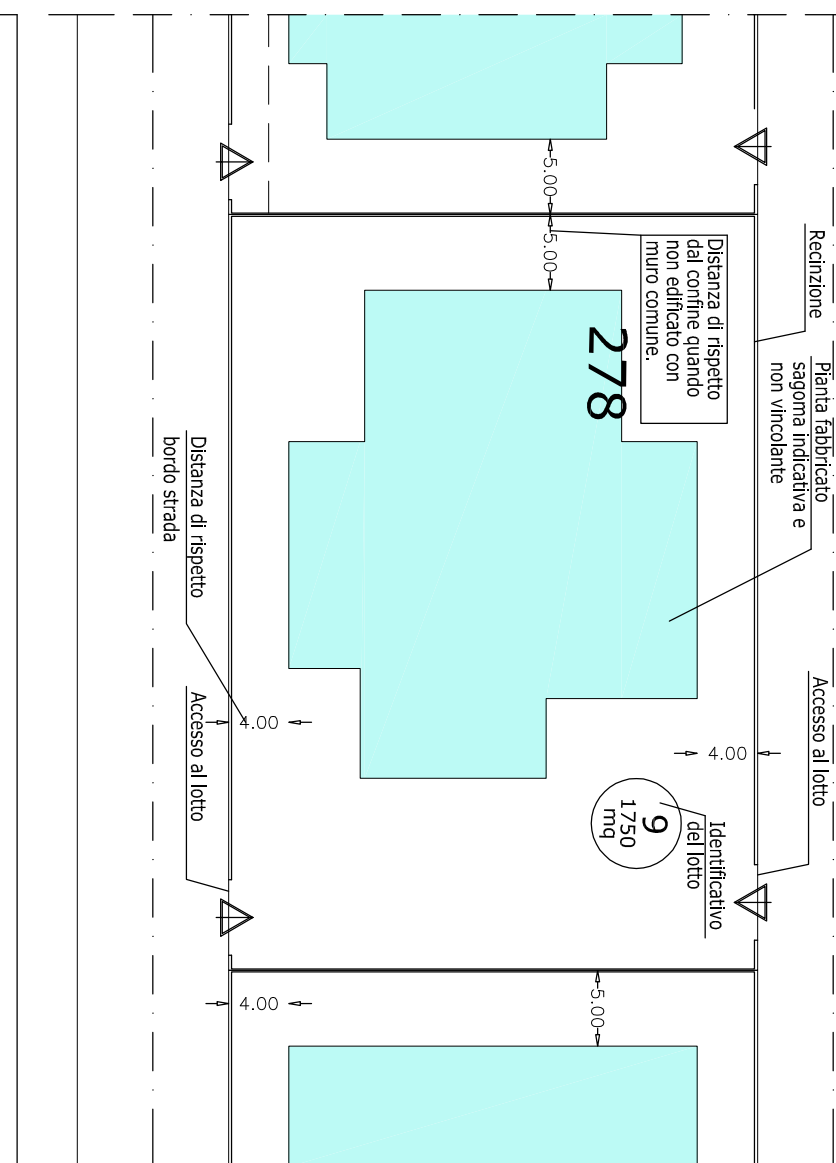 5.00
5.00
Distanza di rispetto
dal confine quando
non edificato con
muro comune.
Recinzione
278
Pianta fabbricato
sagoma indicativa e
non vincolante
Distanza di rispetto
bordo strada
Accesso al lotto
4.00
4.00
Accesso al lotto
9
1750
mq
Identificativo
del lotto
4.00
5.00